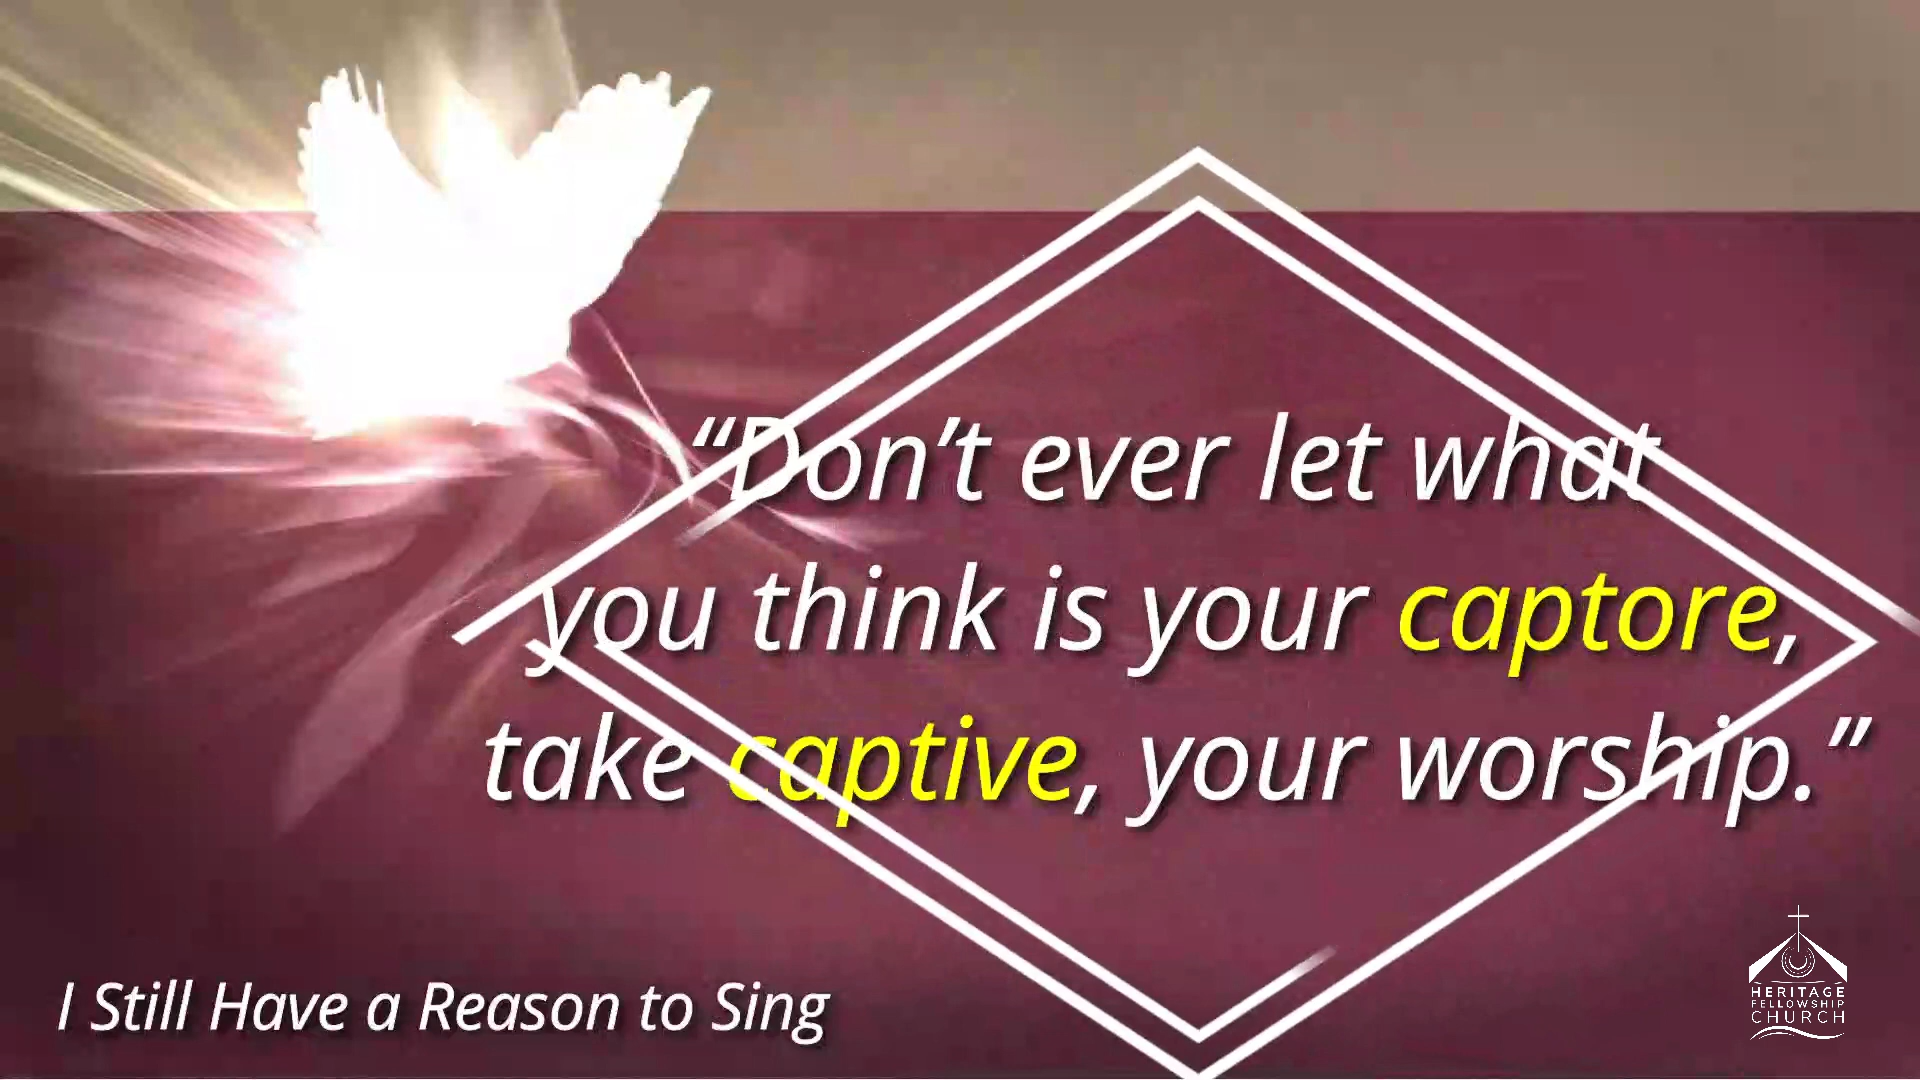 “Don’t ever let what
you think is your captore,
take captive, your worship.”
I Still Have a Reason to Sing
HERITAGE
FELLOWSHIP
CHURCH